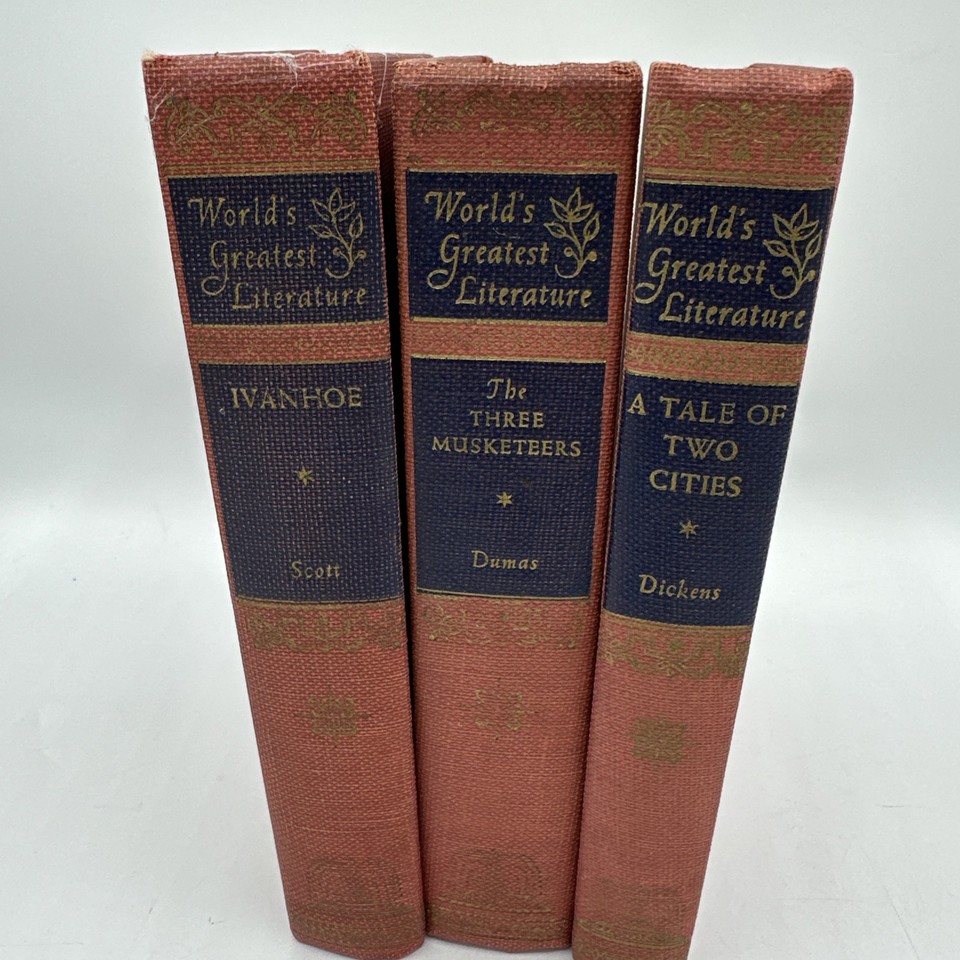 World's
Greatest
Literature
IVANHOE
Scott
World's
Greatest
Literature
The
THREE
MUSKETEERS
Dumas
World's
Greatest
Literature
A TALE OF
TWO
CITIES
Dickens